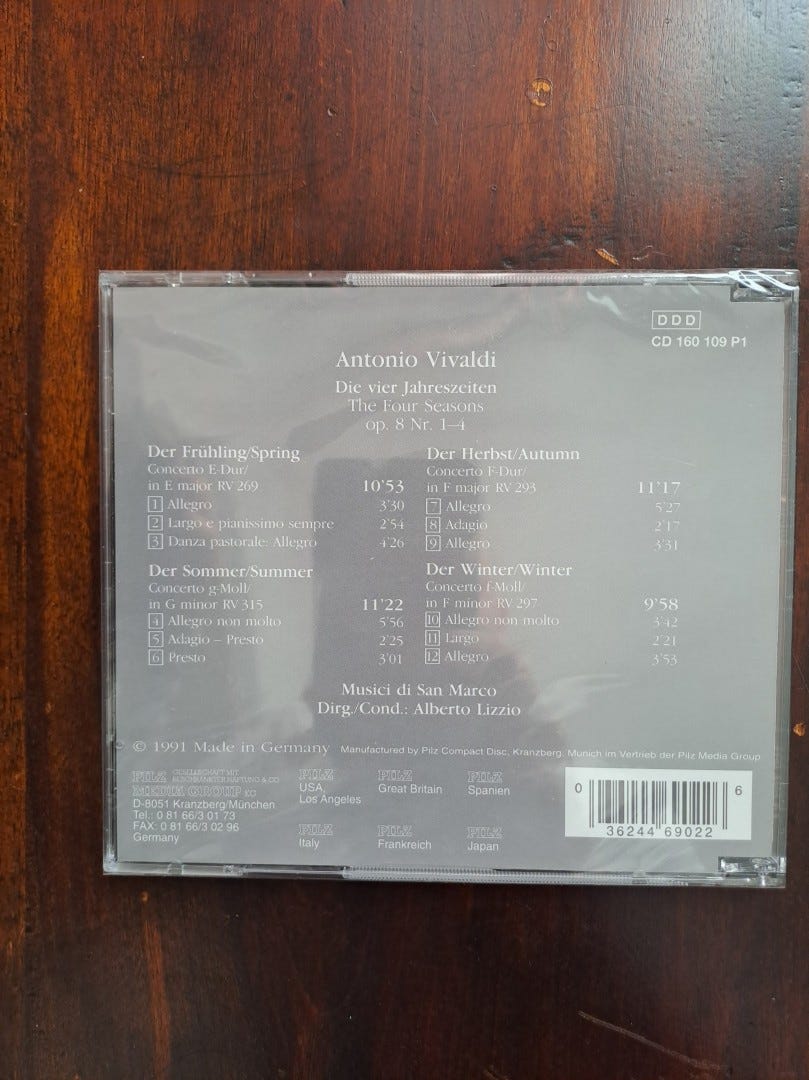 DDD
CD 160 109 P1
Antonio Vivaldi
Die vier Jahreszeiten
The Four Seasons
op. 8 Nr. 1–4
Der Frühling/Spring
Concerto E-Dur/
in E major RV 269 10'53
1 Allegro 3'30
2 Largo e pianissimo sempre 2'54
3 Danza pastorale: Allegro 4'26
Der Sommer/Summer
Concerto g-Moll/
in G minor RV 315 11'22
4 Allegro non molto 5'56
5 Adagio – Presto 2'25
6 Presto 3'01
Der Herbst/Autumn
Concerto F-Dur/
in F major RV 293 11'17
7 Allegro 5'27
8 Adagio 2'17
9 Allegro 3'31
Der Winter/Winter
Concerto f-Moll/
in F minor RV 297 9'58
10 Allegro non molto 3'42
11 Largo 2'21
12 Allegro 3'53
Musici di San Marco
Dirg./Cond.: Alberto Lizzio
© 1991 Made in Germany Manufactured by Pilz Compact Disc, Kranzberg, Munich im Vertrieb der Pilz Media Group
PILZ GESELLSCHAFT MIT
HAFTUNG & CO
MEDIA GROUP KG
D-8051 Kranzberg/München
Tel.: 0 81 66/3 01 73
FAX: 0 81 66/3 02 96
Germany
PILZ
USA,
Los Angeles
PILZ
Great Britain
PILZ
Spanien
PILZ
Italy
PILZ
Frankreich
PILZ
Japan
0 36244 69022 6